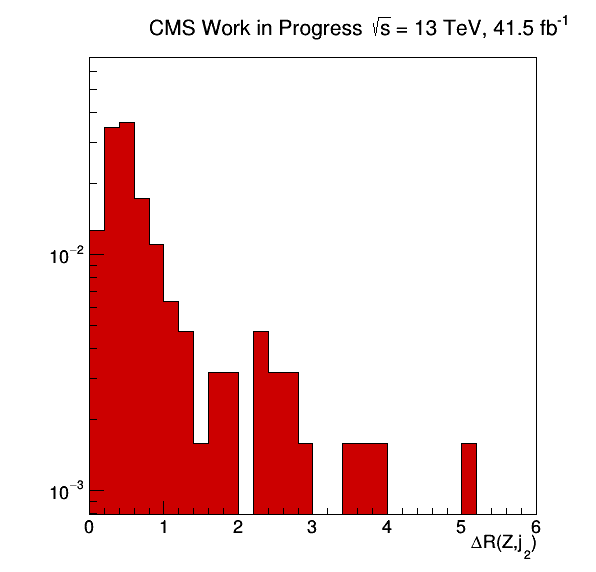 CMS Work in Progress √s = 13 TeV, 41.5 fb⁻¹
10⁻²
10⁻³
0 1 2 3 4 5 6
ΔR(Z,j₂)